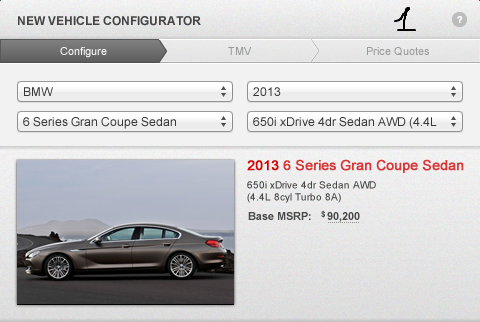 NEW VEHICLE CONFIGURATOR
?
Configure
TMV
Price Quotes
BMW
2013
6 Series Gran Coupe Sedan
650i xDrive 4dr Sedan AWD (4.4L
2013 6 Series Gran Coupe Sedan
650i xDrive 4dr Sedan AWD
(4.4L 8cyl Turbo 8A)
Base MSRP: $90,200